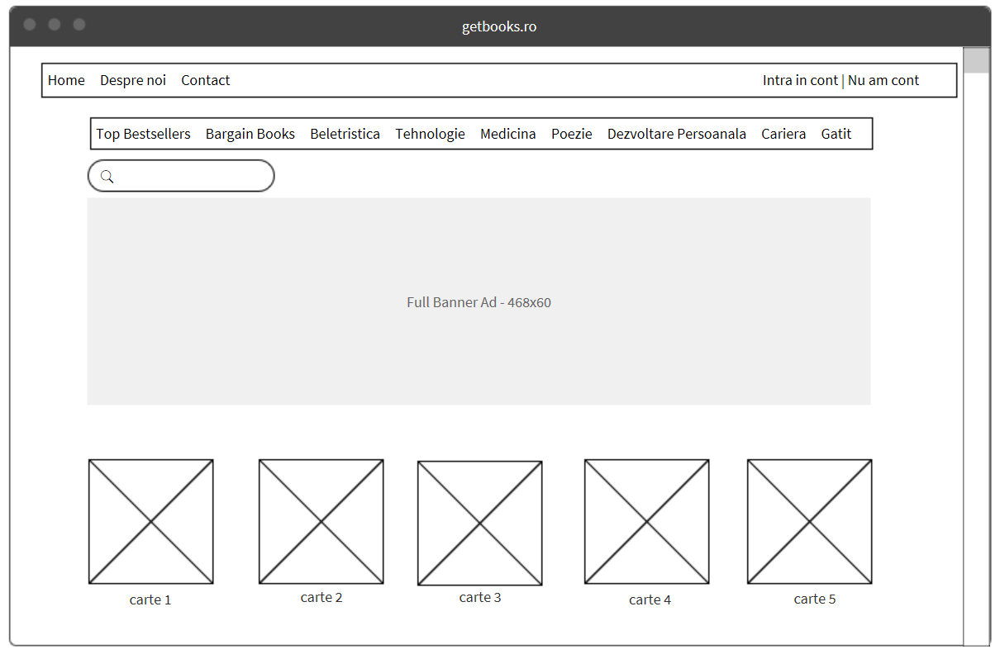 getbooks.ro
Home Despre noi Contact Intra in cont | Nu am cont
Top Bestsellers Bargain Books Beletristica Tehnologie Medicina Poezie Dezvoltare Persoanala Cariera Gatit
Full Banner Ad - 468x60
carte 1 carte 2 carte 3 carte 4 carte 5